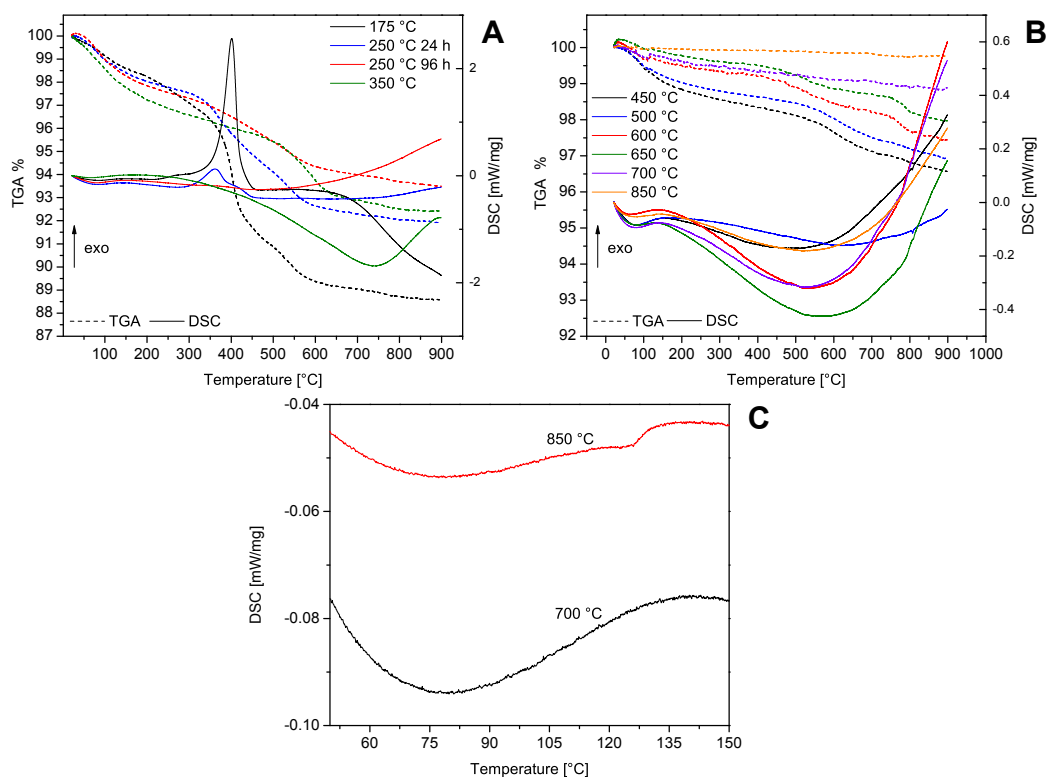 A
175 °C
250 °C 24 h
250 °C 96 h
350 °C
100
99
98
97
96
95
94
93
92
91
90
89
88
87
TGA %
2
0
-2
DSC [mW/mg]
exo
TGA
DSC
100 200 300 400 500 600 700 800 900
Temperature [°C]
B
450 °C
500 °C
600 °C
650 °C
700 °C
850 °C
100
99
98
97
96
95
94
93
92
TGA %
0.6
0.4
0.2
0.0
-0.2
-0.4
DSC [mW/mg]
exo
TGA
DSC
0 100 200 300 400 500 600 700 800 900 1000
Temperature [°C]
C
-0.04
-0.06
-0.08
-0.10
DSC [mW/mg]
850 °C
700 °C
60 75 90 105 120 135 150
Temperature [°C]